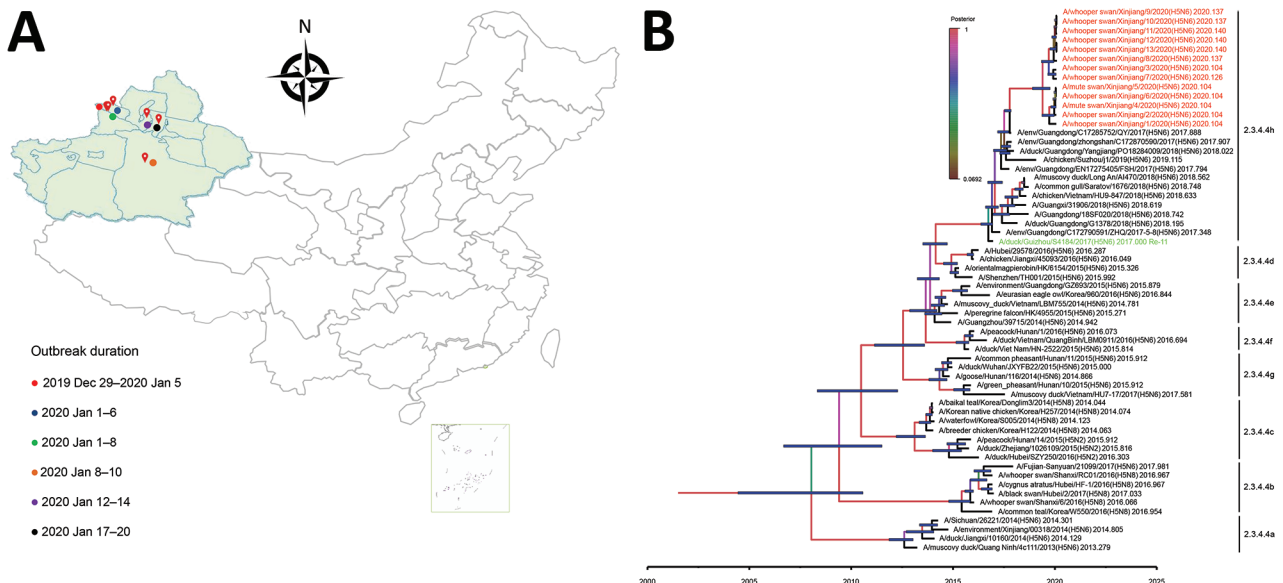 A
N
Outbreak duration
2019 Dec 29–2020 Jan 5
2020 Jan 1–6
2020 Jan 1–8
2020 Jan 8–10
2020 Jan 12–14
2020 Jan 17–20
B
Posterior
1
0.0692
A/whooper swan/Xinjiang/9/2020(H5N6) 2020.137
A/whooper swan/Xinjiang/10/2020(H5N6) 2020.137
A/whooper swan/Xinjiang/11/2020(H5N6) 2020.140
A/whooper swan/Xinjiang/12/2020(H5N6) 2020.140
A/whooper swan/Xinjiang/13/2020(H5N6) 2020.140
A/whooper swan/Xinjiang/8/2020(H5N6) 2020.137
A/whooper swan/Xinjiang/3/2020(H5N6) 2020.104
A/whooper swan/Xinjiang/7/2020(H5N6) 2020.126
A/mute swan/Xinjiang/5/2020(H5N6) 2020.104
A/whooper swan/Xinjiang/6/2020(H5N6) 2020.104
A/mute swan/Xinjiang/4/2020(H5N6) 2020.104
A/whooper swan/Xinjiang/2/2020(H5N6) 2020.104
A/whooper swan/Xinjiang/1/2020(H5N6) 2020.104
A/env/Guangdong/C17285752/QY/2017(H5N6) 2017.888
A/env/Guangdong/zhongshan/C172870590/2017(H5N6) 2017.907
A/duck/Guangdong/Yangjiang/PO18284009/2018(H5N6) 2018.022
A/chicken/Suzhou/j1/2019(H5N6) 2019.115
A/env/Guangdong/EN17275405/FSH/2017(H5N6) 2017.794
A/muscovy duck/Long An/AI470/2018(H5N6) 2018.562
A/common gull/Saratov/1676/2018(H5N6) 2018.748
A/chicken/Vietnam/HU9-847/2018(H5N6) 2018.633
A/Guangxi/31906/2018(H5N6) 2018.619
A/Guangdong/18SF020/2018(H5N6) 2018.742
A/duck/Guangdong/G1378/2018(H5N6) 2018.195
A/env/Guangdong/C172790591/ZHQ/2017-5-8(H5N6) 2017.348
A/duck/Guizhou/S4184/2017(H5N6) 2017.000 Re-11
2.3.4.4h
A/Hubei/29578/2016(H5N6) 2016.287
A/chicken/Jiangxi/45093/2016(H5N6) 2016.049
A/orientalmagpierobin/HK/6154/2015(H5N6) 2015.326
A/Shenzhen/TH001/2015(H5N6) 2015.992
2.3.4.4d
A/environment/Guangdong/GZ693/2015(H5N6) 2015.879
A/eurasian eagle owl/Korea/960/2016(H5N6) 2016.844
A/muscovy_duck/Vietnam/LBM755/2014(H5N6) 2014.781
A/peregrine falcon/HK/4955/2015(H5N6) 2015.271
A/Guangzhou/39715/2014(H5N6) 2014.942
2.3.4.4e
A/peacock/Hunan/1/2016(H5N6) 2016.073
A/duck/Vietnam/QuangBinh/LBM0911/2016(H5N6) 2016.694
A/duck/Viet Nam/HN-2522/2015(H5N6) 2015.814
2.3.4.4f
A/common pheasant/Hunan/11/2015(H5N6) 2015.912
A/duck/Wuhan/JXYFB22/2015(H5N6) 2015.000
A/goose/Hunan/116/2014(H5N6) 2014.866
A/green_pheasant/Hunan/10/2015(H5N6) 2015.912
A/muscovy duck/Vietnam/HU7-17/2017(H5N6) 2017.581
2.3.4.4g
A/baikal teal/Korea/Donglim3/2014(H5N8) 2014.044
A/Korean native chicken/Korea/H257/2014(H5N8) 2014.074
A/waterfowl/Korea/S005/2014(H5N8) 2014.123
A/breeder chicken/Korea/H122/2014(H5N8) 2014.063
A/peacock/Hunan/14/2015(H5N2) 2015.912
A/duck/Zhejiang/1026109/2015(H5N2) 2015.816
A/duck/Hubei/SZY250/2016(H5N2) 2016.303
2.3.4.4c
A/Fujian-Sanyuan/21099/2017(H5N6) 2017.981
A/whooper swan/Shanxi/RC01/2016(H5N8) 2016.967
A/cygnus atratus/Hubei/HF-1/2016(H5N8) 2016.967
A/black swan/Hubei/2/2017(H5N8) 2017.033
A/whooper swan/Shanxi/6/2016(H5N8) 2016.066
A/common teal/Korea/W550/2016(H5N8) 2016.954
2.3.4.4b
A/Sichuan/26221/2014(H5N6) 2014.301
A/environment/Xinjiang/00318/2014(H5N6) 2014.805
A/duck/Jiangxi/10160/2014(H5N6) 2014.129
A/muscovy duck/Quang Ninh/4c111/2013(H5N6) 2013.279
2.3.4.4a
2000
2005
2010
2015
2020
2025